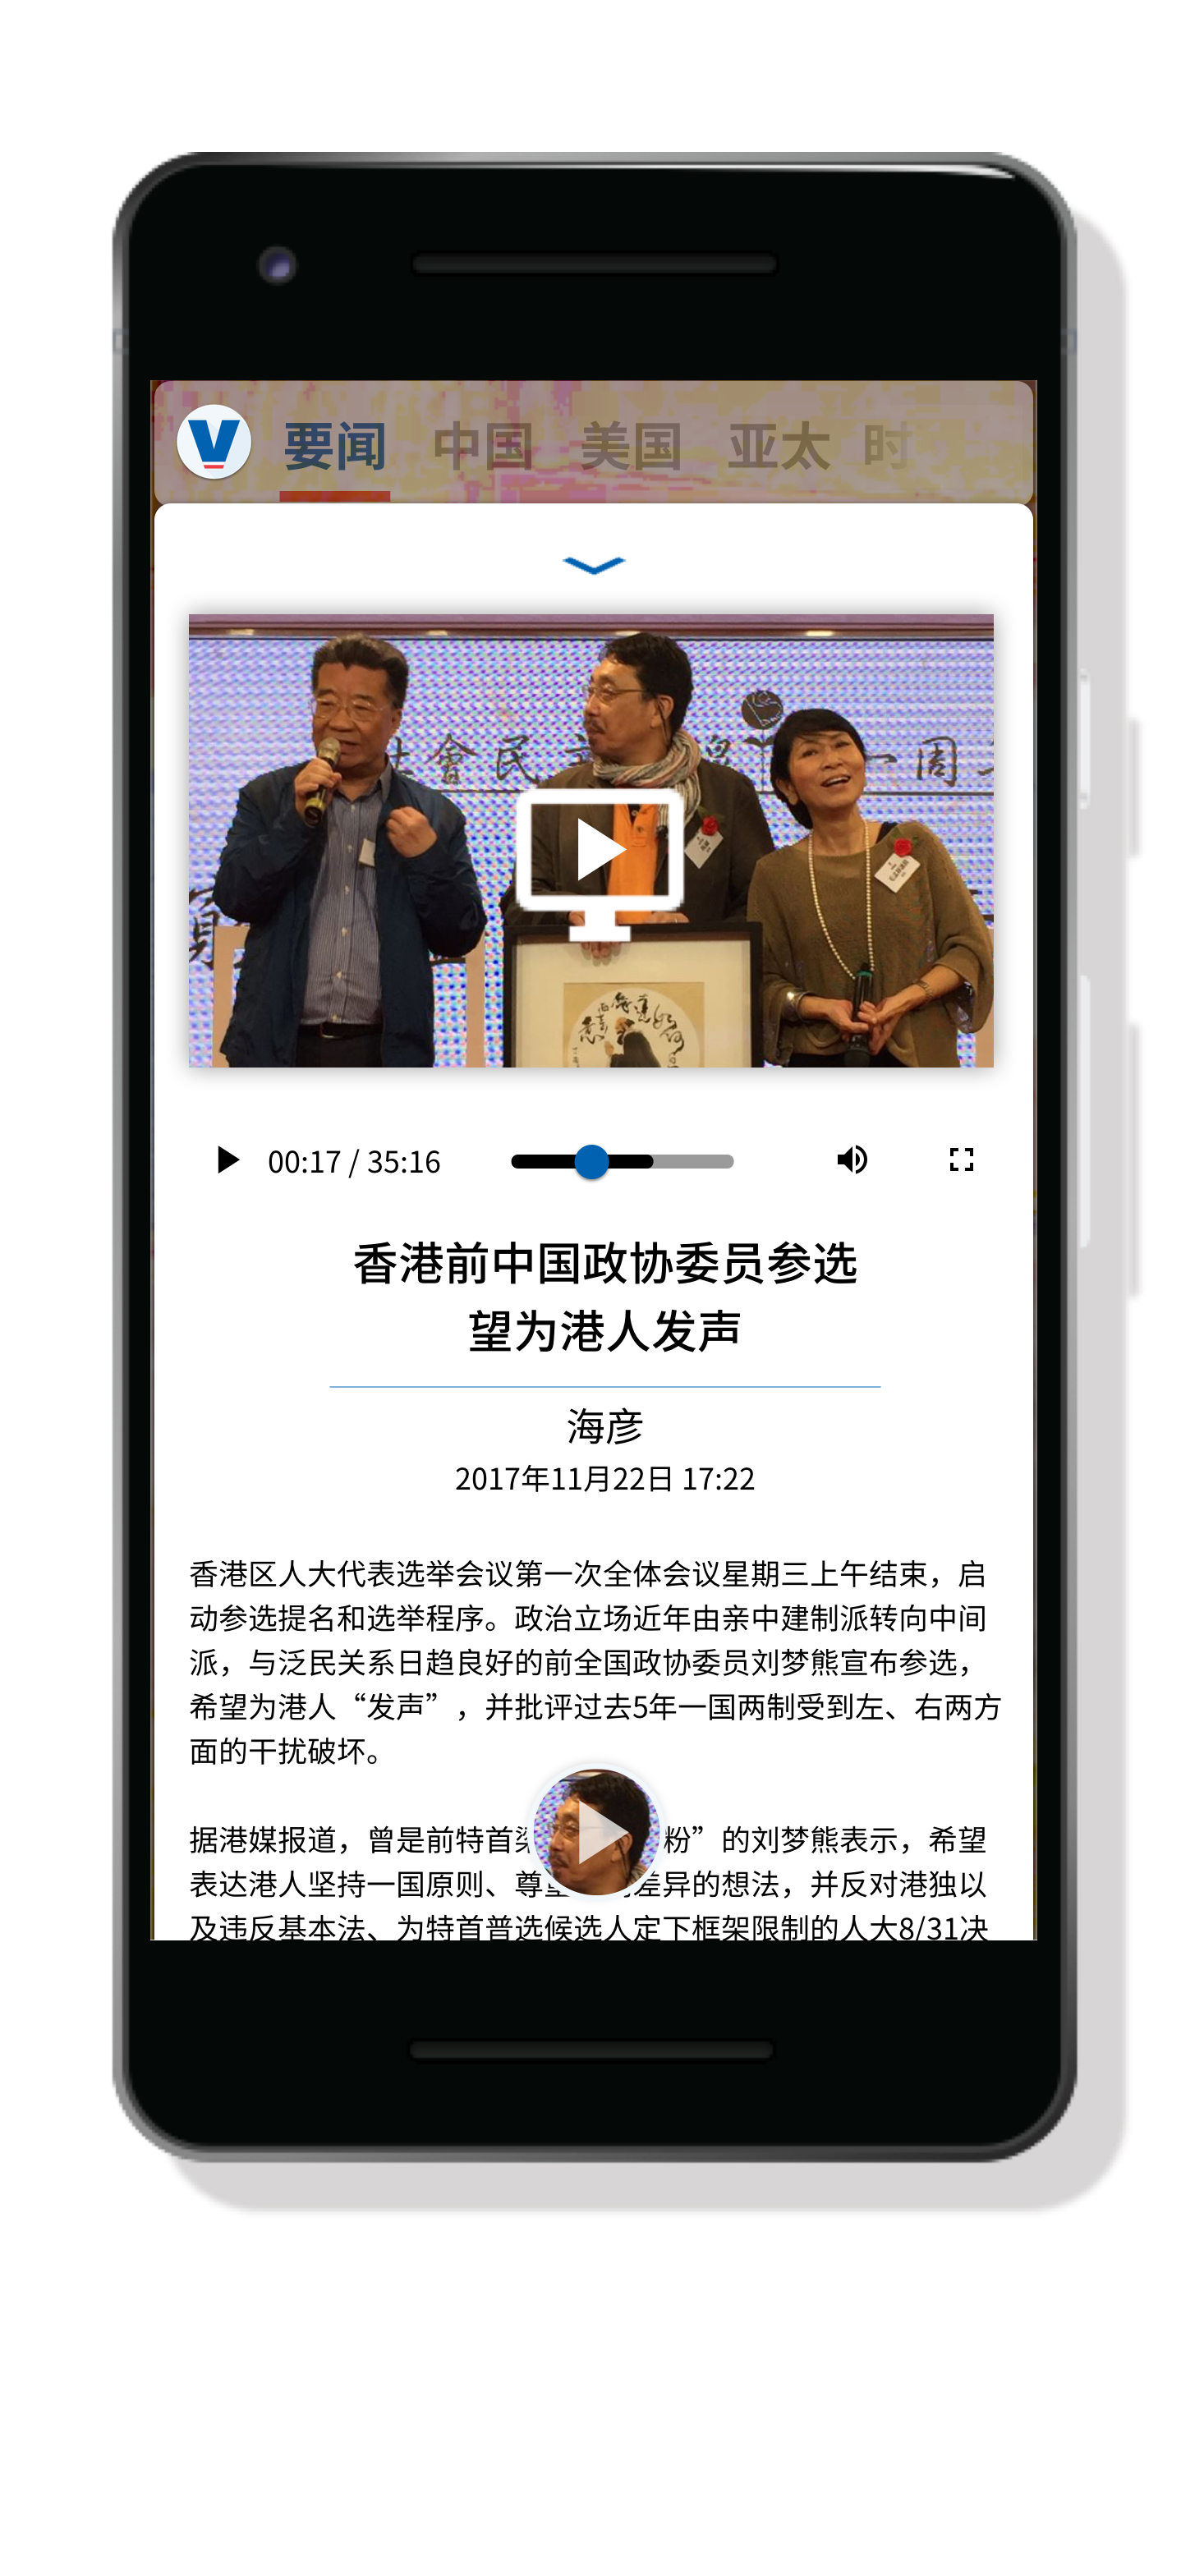 V
要闻 中国 美国 亚太 时
會民 一周
00:17 / 35:16
香港前中国政协委员参选
望为港人发声
海彦
2017年11月22日 17:22
香港区人大代表选举会议第一次全体会议星期三上午结束，启
动参选提名和选举程序。政治立场近年由亲中建制派转向中间
派，与泛民关系日趋良好的前全国政协委员刘梦熊宣布参选，
希望为港人“发声”，并批评过去5年一国两制受到左、右两方
面的干扰破坏。
据港媒报道，曾是前特首 粉”的刘梦熊表示，希望
表达港人坚持一国原则、尊 差异的想法，并反对港独以
及违反基本法、为特首普选候选人定下框架限制的人大8/31决